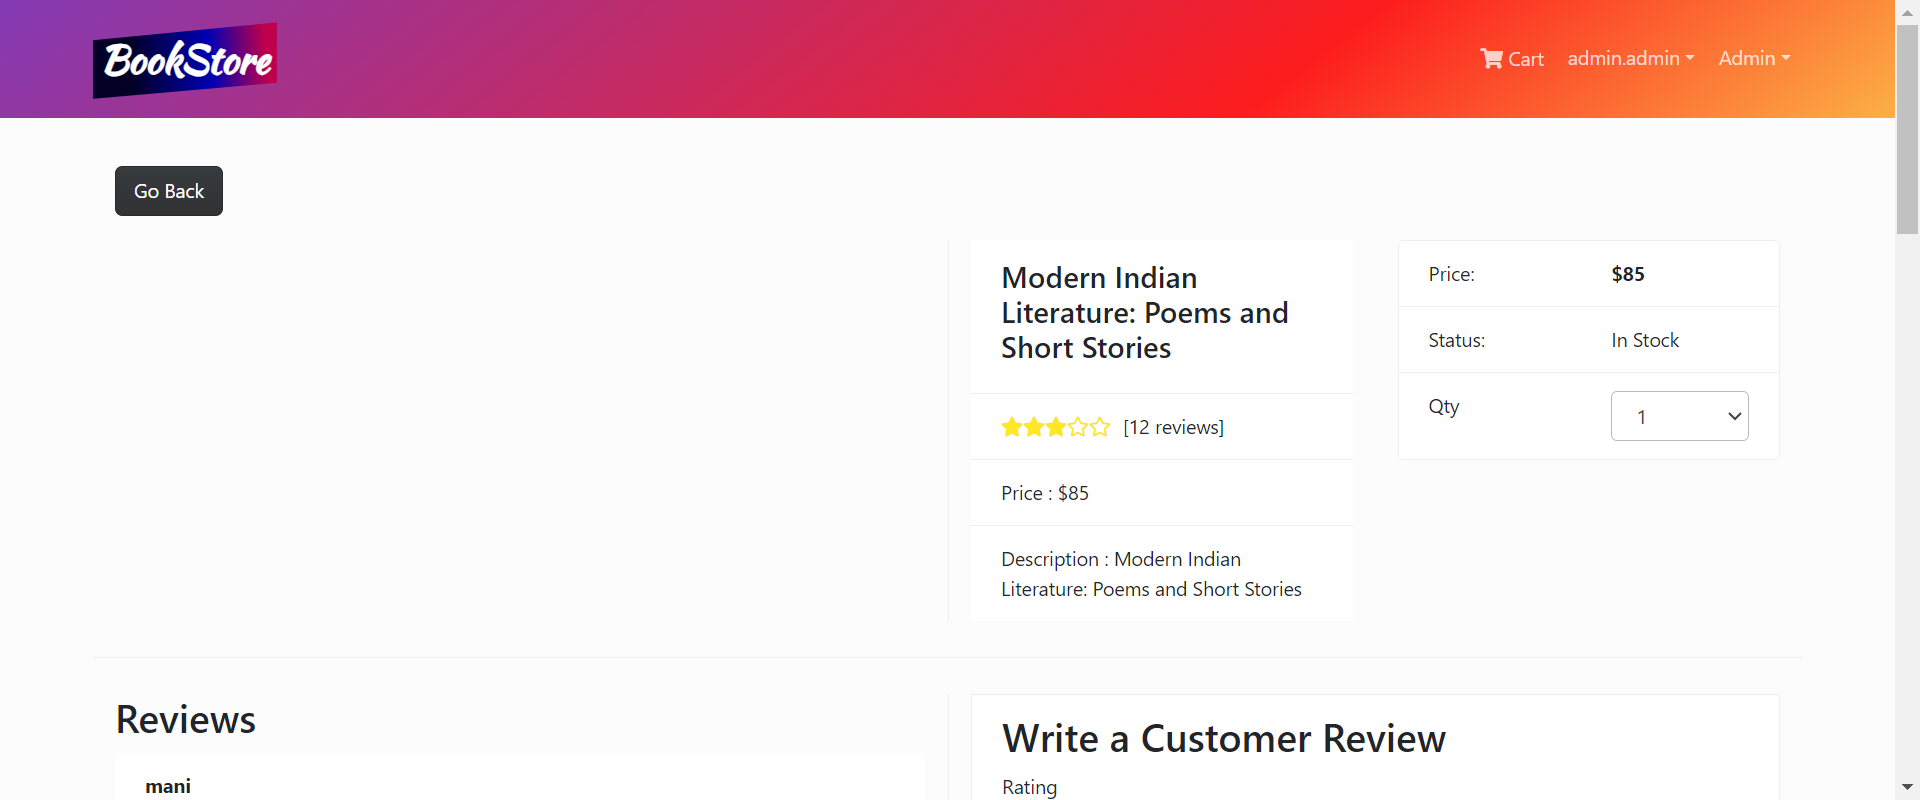 BookStore
Cart
admin.admin
Admin
Go Back
Modern Indian
Literature: Poems and
Short Stories
[12 reviews]
Price : $85
Description : Modern Indian
Literature: Poems and Short Stories
Price:
$85
Status:
In Stock
Qty
1
Reviews
mani
Write a Customer Review
Rating